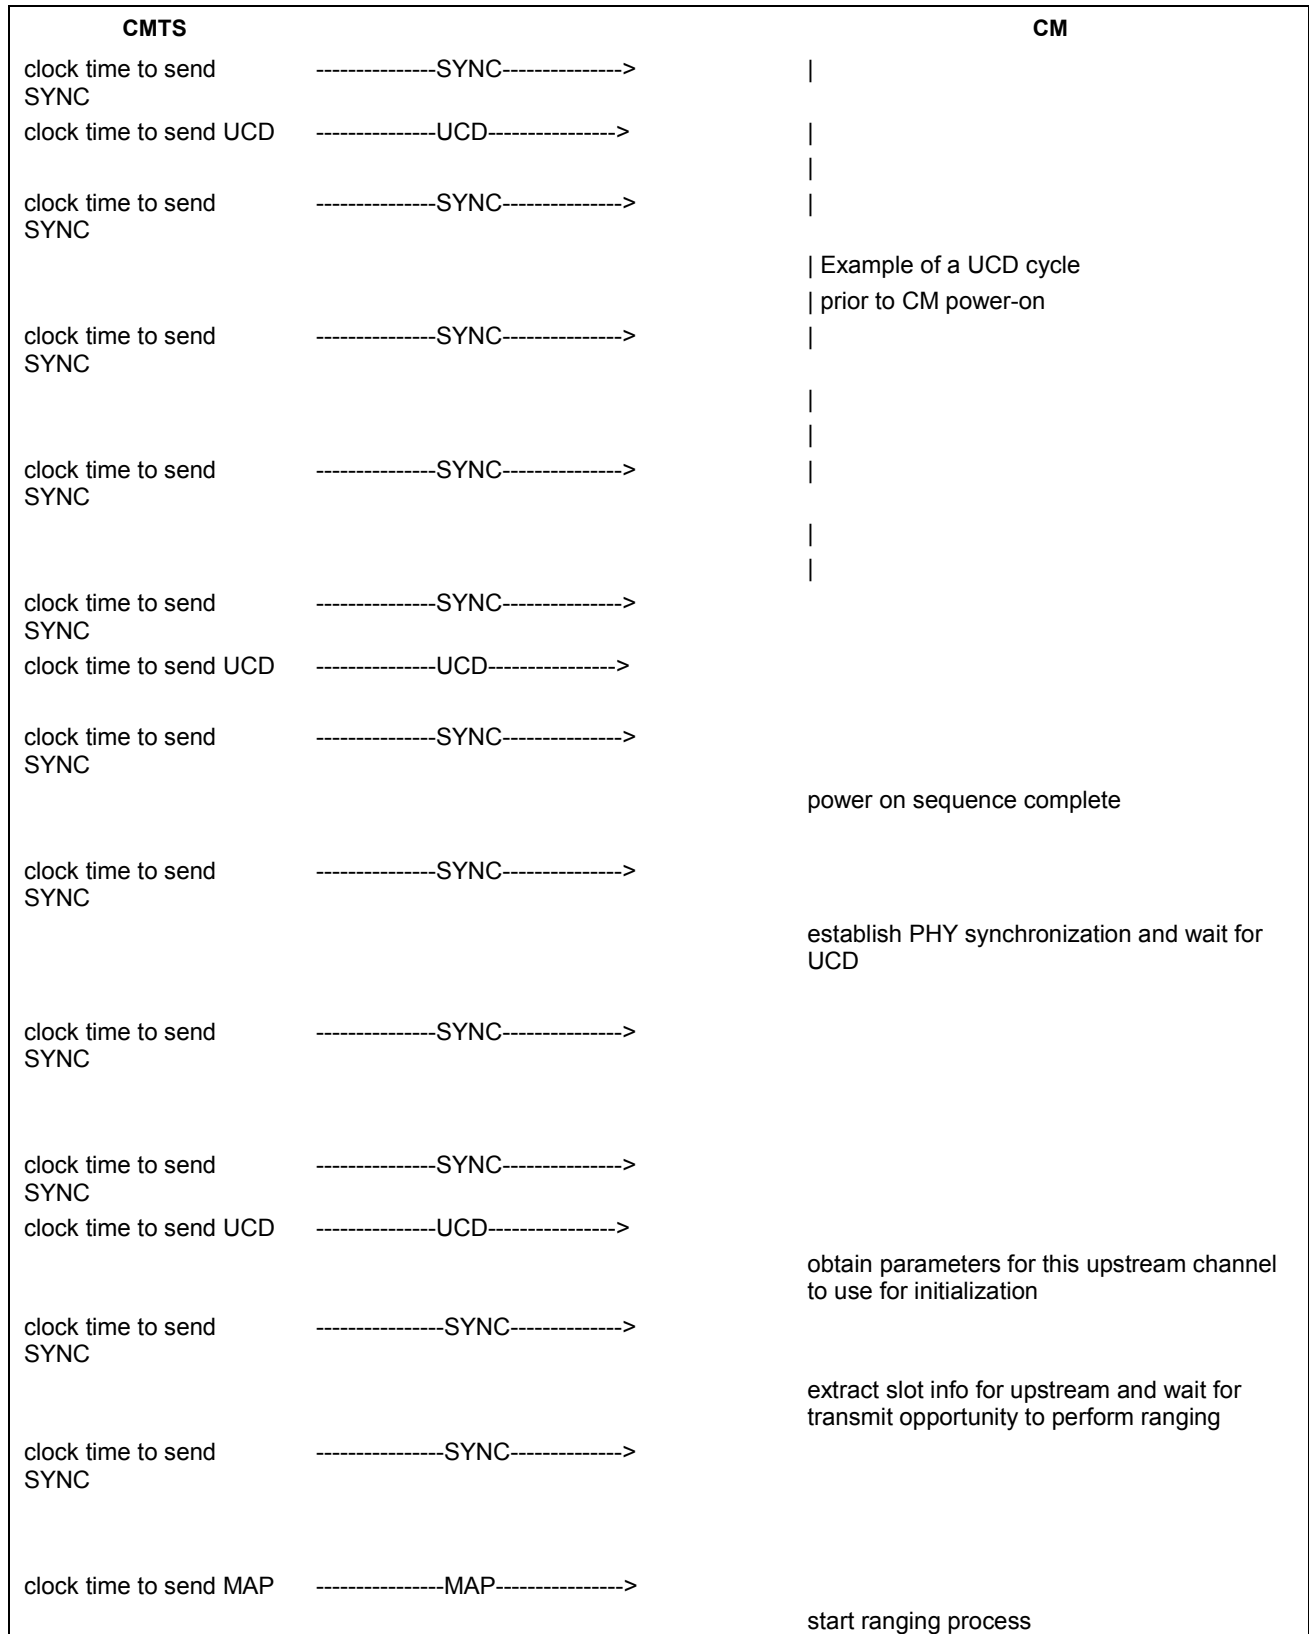 CMTS CM
clock time to send ---------------SYNC---------------> |
SYNC
clock time to send UCD ---------------UCD----------------> |
|
clock time to send ---------------SYNC---------------> |
SYNC
| Example of a UCD cycle
| prior to CM power-on
clock time to send ---------------SYNC---------------> |
SYNC
|
|
clock time to send ---------------SYNC---------------> |
SYNC
|
|
clock time to send ---------------SYNC--------------->
SYNC
clock time to send UCD ---------------UCD---------------->
clock time to send ---------------SYNC--------------->
SYNC
power on sequence complete
clock time to send ---------------SYNC--------------->
SYNC
establish PHY synchronization and wait for
UCD
clock time to send ---------------SYNC--------------->
SYNC
clock time to send ---------------SYNC--------------->
SYNC
clock time to send UCD ---------------UCD---------------->
obtain parameters for this upstream channel
to use for initialization
clock time to send ----------------SYNC-------------->
SYNC
extract slot info for upstream and wait for
transmit opportunity to perform ranging
clock time to send ----------------SYNC-------------->
SYNC
clock time to send MAP ----------------MAP---------------->
start ranging process